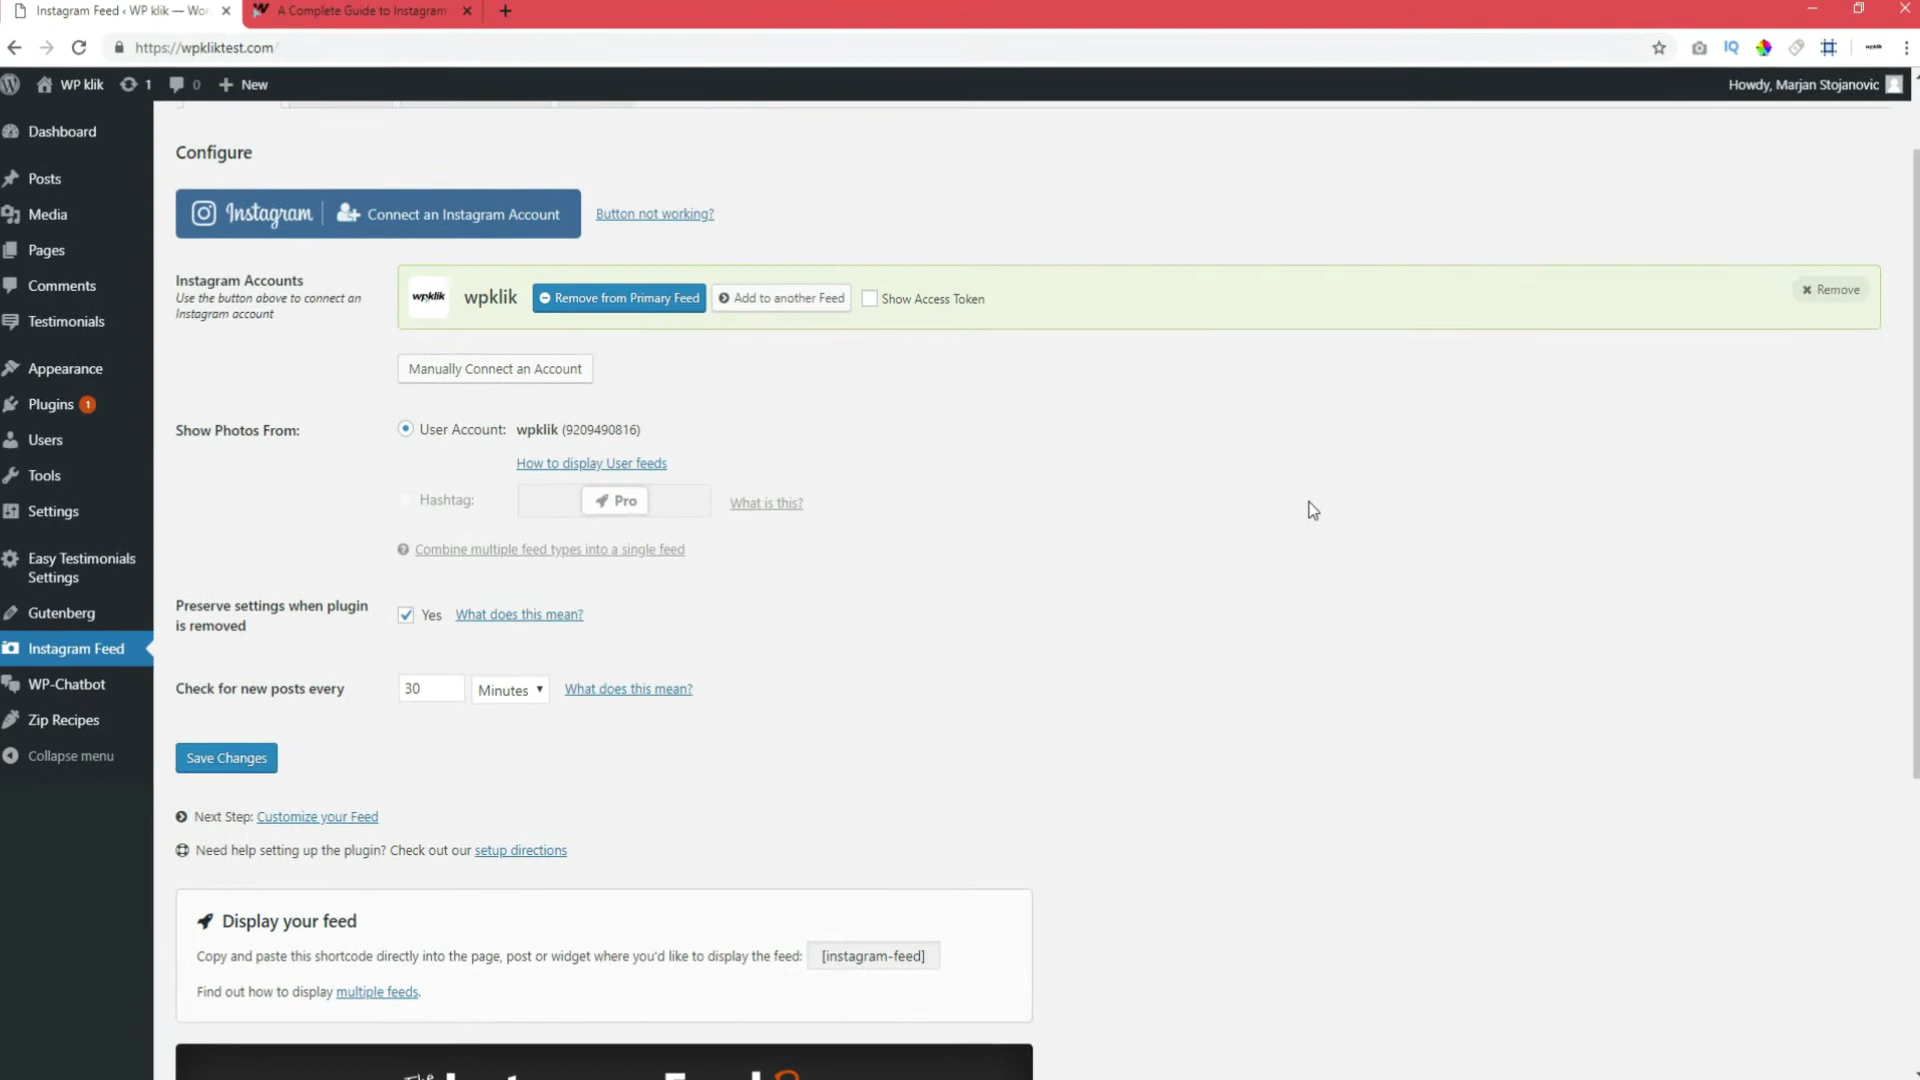 Instagram Feed ‹ WP klik — Wor
A Complete Guide to Instagram
https://wpkliktest.com/
IQ
WP klik
1
0
New
Howdy, Marjan Stojanovic
Dashboard
Posts
Media
Pages
Comments
Testimonials
Appearance
Plugins 1
Users
Tools
Settings
Easy Testimonials
Settings
Gutenberg
Instagram Feed
WP-Chatbot
Zip Recipes
Collapse menu
Configure
Instagram Connect an Instagram Account
Button not working?
Instagram Accounts
Use the button above to connect an
Instagram account
wpklik
wpklik
Remove from Primary Feed
Add to another Feed
Show Access Token
Remove
Manually Connect an Account
Show Photos From:
User Account: wpklik (9209490816)
How to display User feeds
Hashtag:
Pro
What is this?
Combine multiple feed types into a single feed
Preserve settings when plugin
is removed
Yes
What does this mean?
Check for new posts every
30
Minutes
What does this mean?
Save Changes
Next Step: Customize your Feed
Need help setting up the plugin? Check out our setup directions
Display your feed
Copy and paste this shortcode directly into the page, post or widget where you'd like to display the feed: [instagram-feed]
Find out how to display multiple feeds.